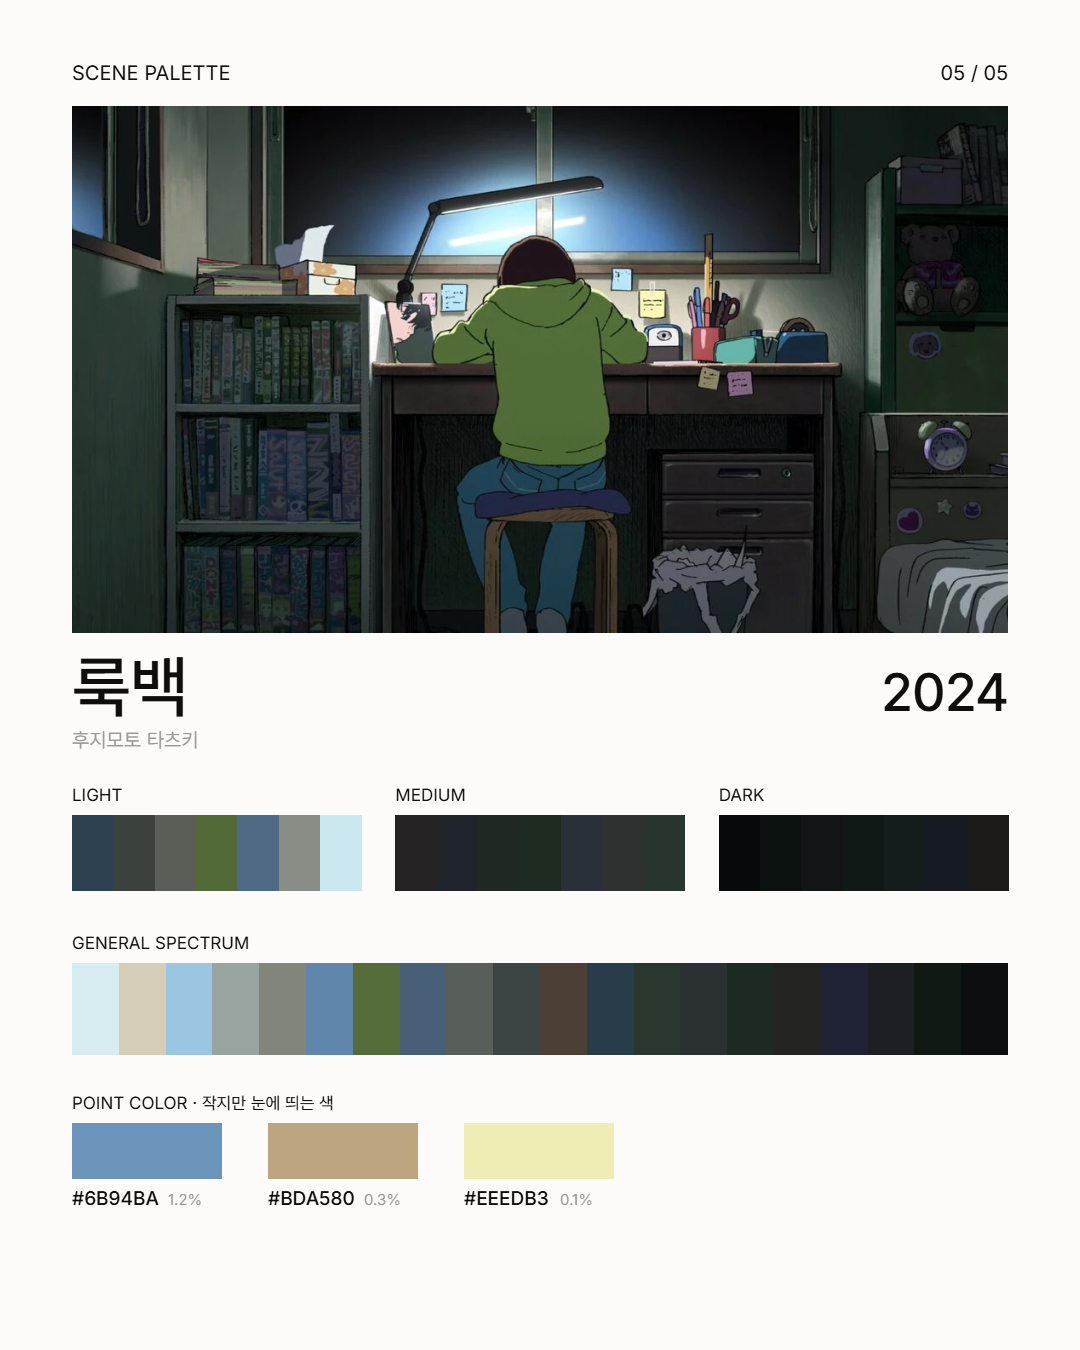 SCENE PALETTE
05 / 05
룩백
2024
후지모토 타츠키
LIGHT
MEDIUM
DARK
GENERAL SPECTRUM
POINT COLOR · 작지만 눈에 띄는 색
#6B94BA 1.2%
#BDA580 0.3%
#EEEDB3 0.1%